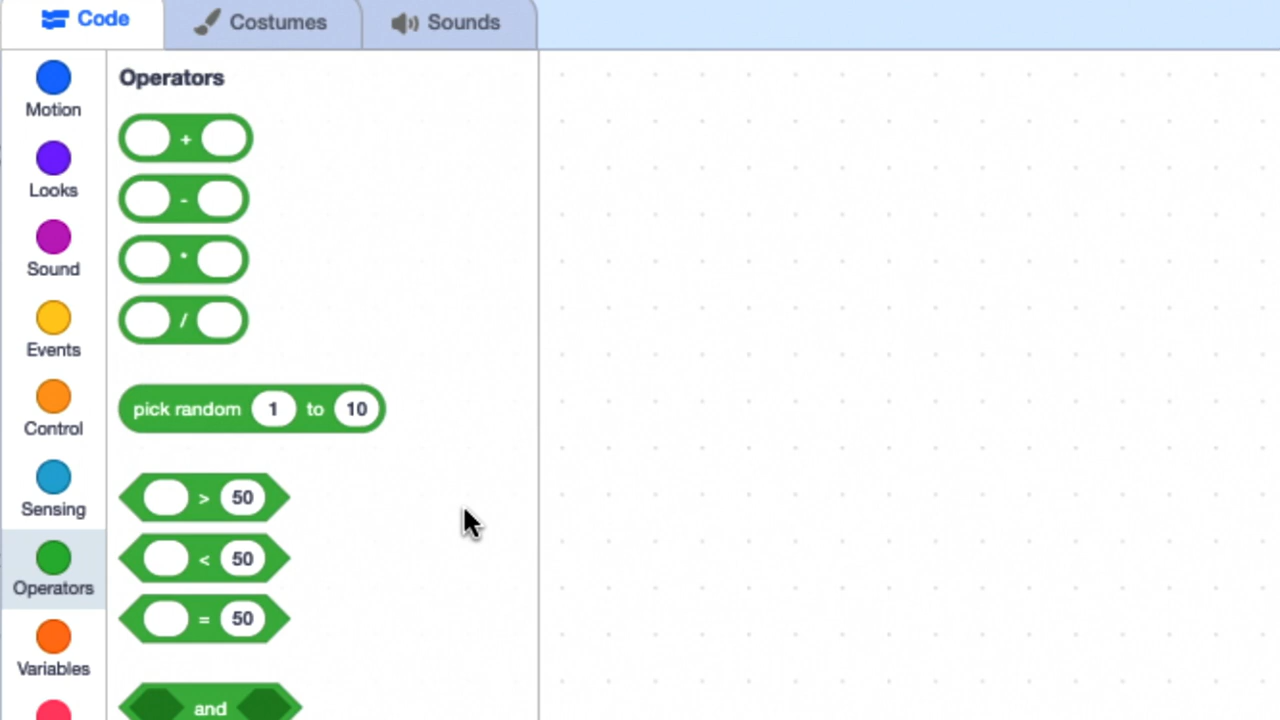 Code
Costumes
Sounds
Motion
Looks
Sound
Events
Control
Sensing
Operators
Variables
Operators
+
-
*
/
pick random 1 to 10
> 50
< 50
= 50
and